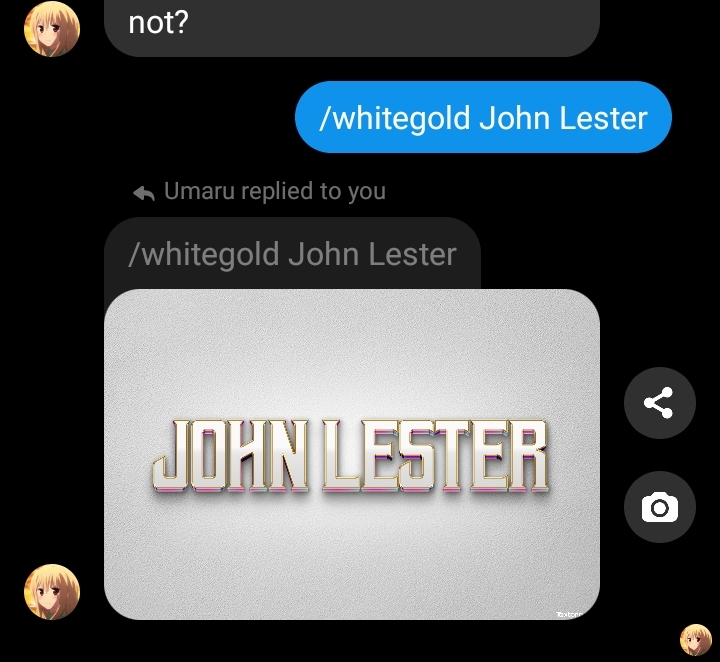 not?
/whitegold John Lester
Umaru replied to you
/whitegold John Lester
JOHN LESTER